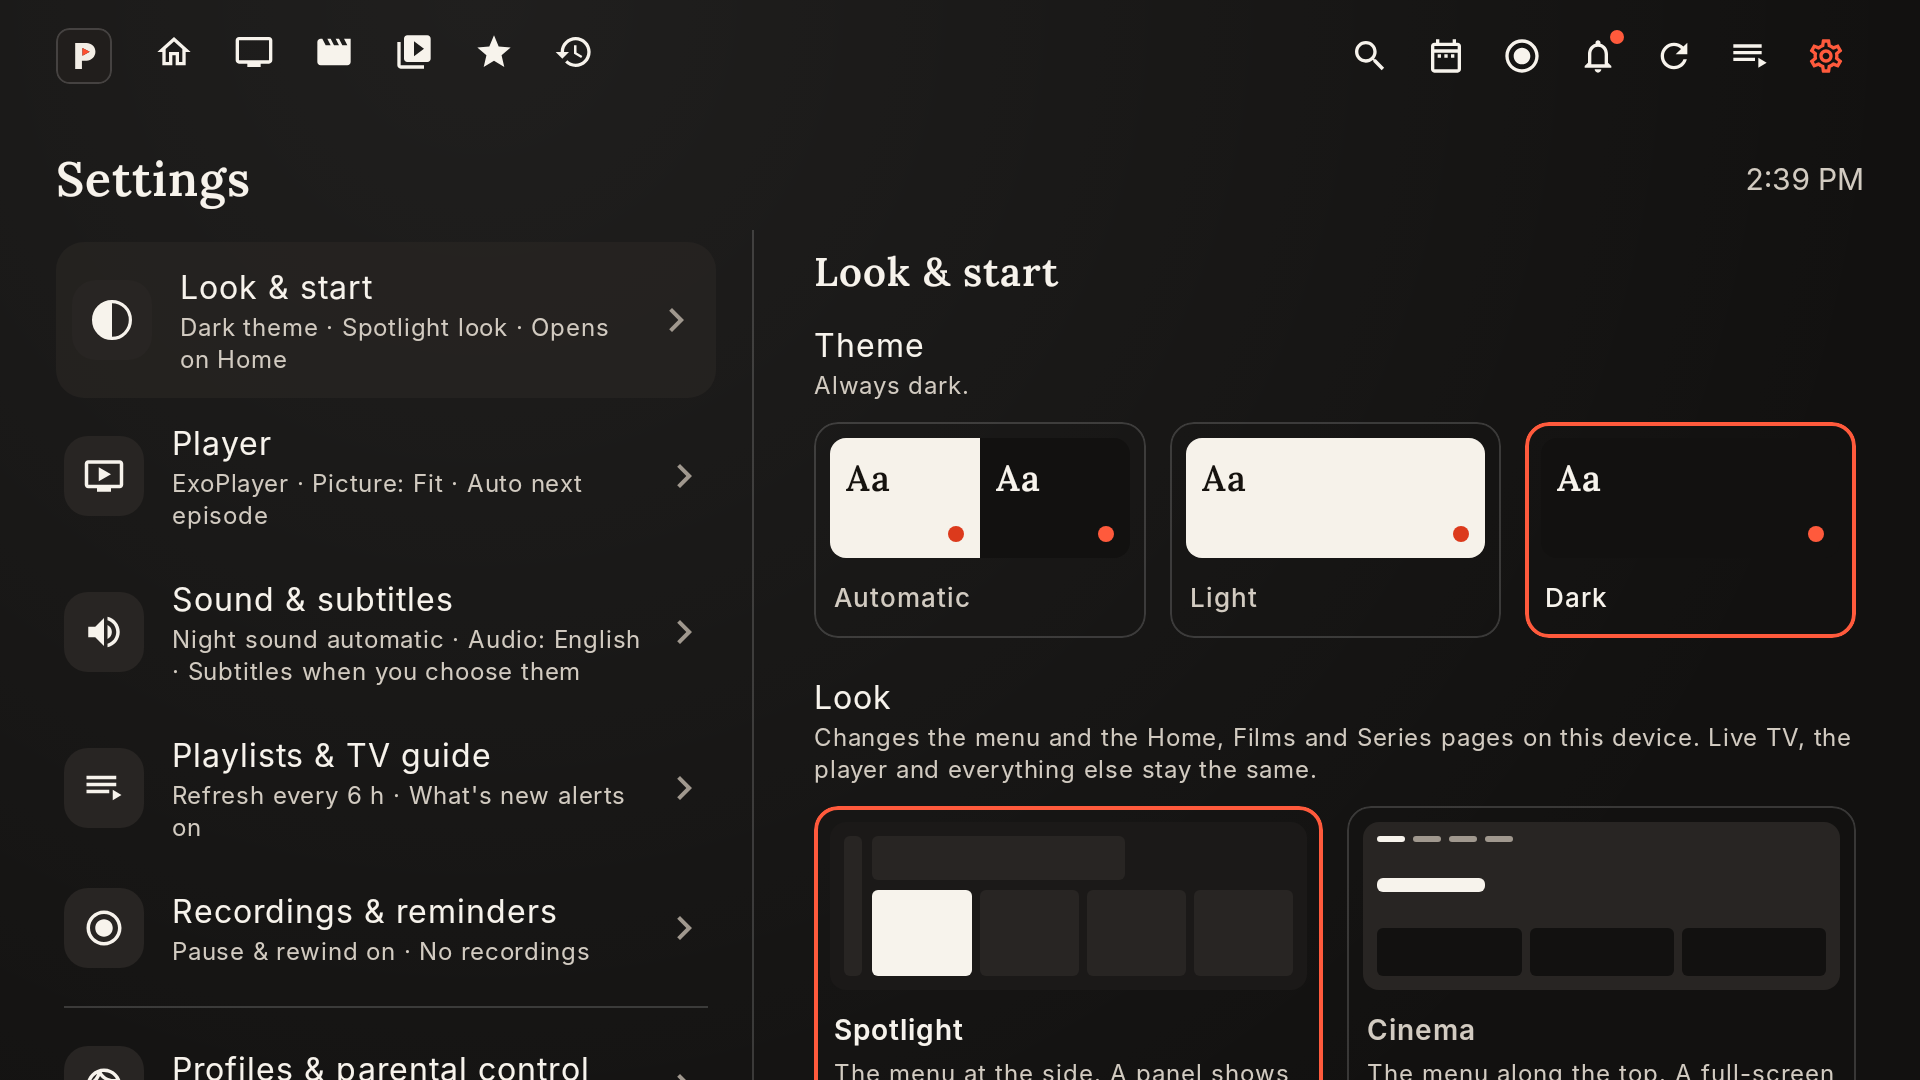 P
Settings
2:39 PM
Look & start
Dark theme · Spotlight look · Opens
on Home
Player
ExoPlayer · Picture: Fit · Auto next
episode
Sound & subtitles
Night sound automatic · Audio: English
· Subtitles when you choose them
Playlists & TV guide
Refresh every 6 h · What's new alerts
on
Recordings & reminders
Pause & rewind on · No recordings
Profiles & parental control
Look & start
Theme
Always dark.
Aa
Aa
Automatic
Aa
Light
Aa
Dark
Look
Changes the menu and the Home, Films and Series pages on this device. Live TV, the
player and everything else stay the same.
Spotlight
The menu at the side. A panel shows
Cinema
The menu along the top. A full-screen